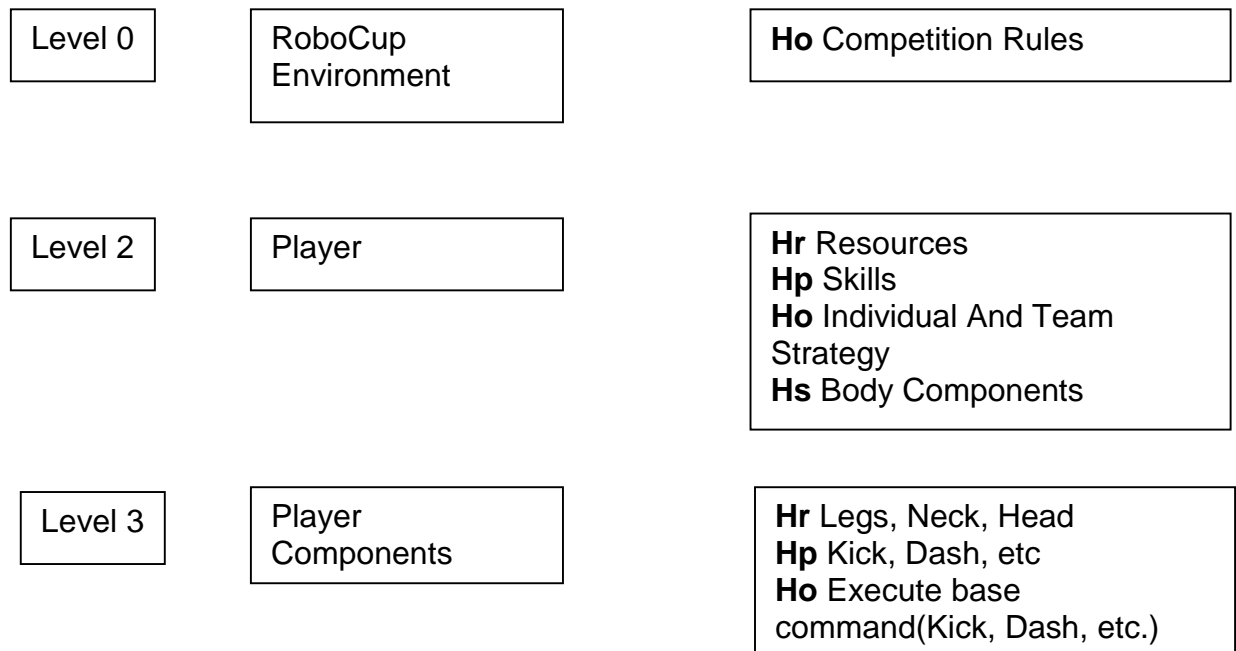 Level 0
RoboCup
Environment
Ho Competition Rules
Level 2
Player
Hr Resources
Hp Skills
Ho Individual And Team
Strategy
Hs Body Components
Level 3
Player
Components
Hr Legs, Neck, Head
Hp Kick, Dash, etc
Ho Execute base
command(Kick, Dash, etc.)